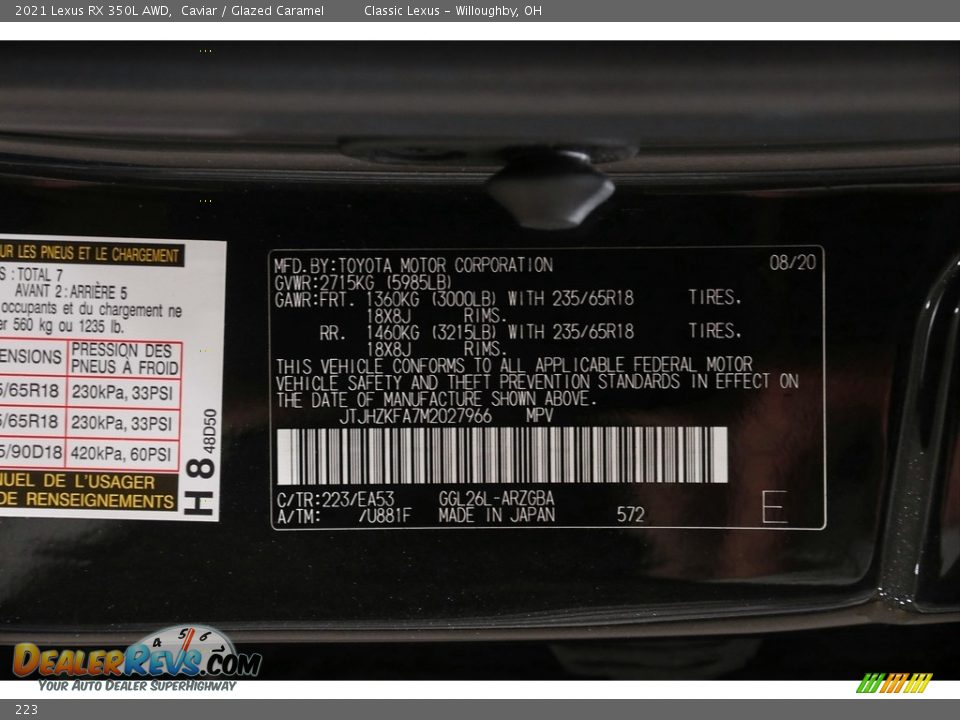 2021 Lexus RX 350L AWD, Caviar / Glazed Caramel Classic Lexus – Willoughby, OH
UR LES PNEUS ET LE CHARGEMENT
S : TOTAL 7
AVANT 2 : ARRIÈRE 5
occupants et du chargement ne
er 560 kg ou 1235 lb.
ENSIONS PRESSION DES PNEUS À FROID
5/65R18 230kPa, 33PSI
5/65R18 230kPa, 33PSI
5/90D18 420kPa, 60PSI
NUEL DE L'USAGER
DE RENSEIGNEMENTS
H8 48D50
MFD. BY: TOYOTA MOTOR CORPORATION 08/20
GVWR: 2715KG (5985LB)
GAWR: FRT. 1360KG (3000LB) WITH 235/65R18 TIRES.
18X8J RIMS.
RR. 1460KG (3215LB) WITH 235/65R18 TIRES.
18X8J RIMS.
THIS VEHICLE CONFORMS TO ALL APPLICABLE FEDERAL MOTOR
VEHICLE SAFETY AND THEFT PREVENTION STANDARDS IN EFFECT ON
THE DATE OF MANUFACTURE SHOWN ABOVE.
JTJHZKFA7M2027966 MPV
C/TR: 223/EA53 GGL26L-ARZGBA
A/TM: /U881F MADE IN JAPAN 572 E
4 5 6
DEALERREVS.COM
YOUR AUTO DEALER SUPERHIGHWAY
223